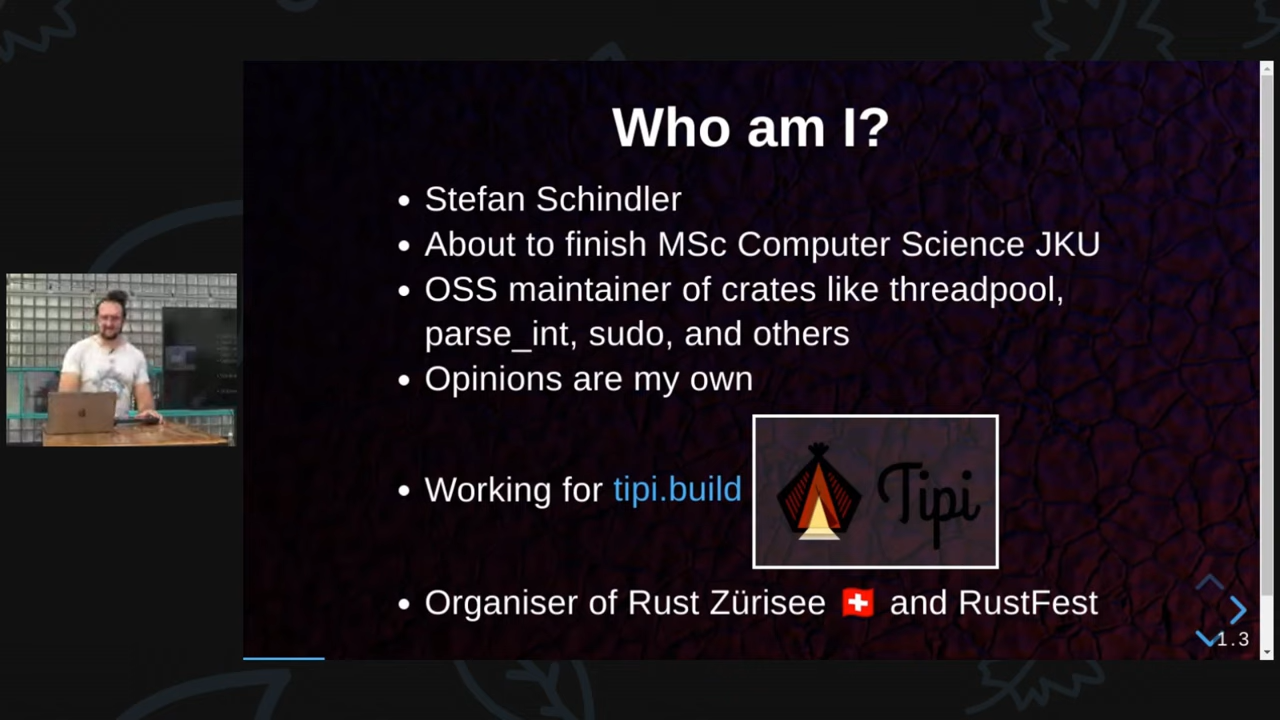 Who am I?
Stefan Schindler
About to finish MSc Computer Science JKU
OSS maintainer of crates like threadpool,
parse_int, sudo, and others
Opinions are my own
Working for tipi.build
Tipi
Organiser of Rust Zürisee 🇨🇭 and RustFest
1.3